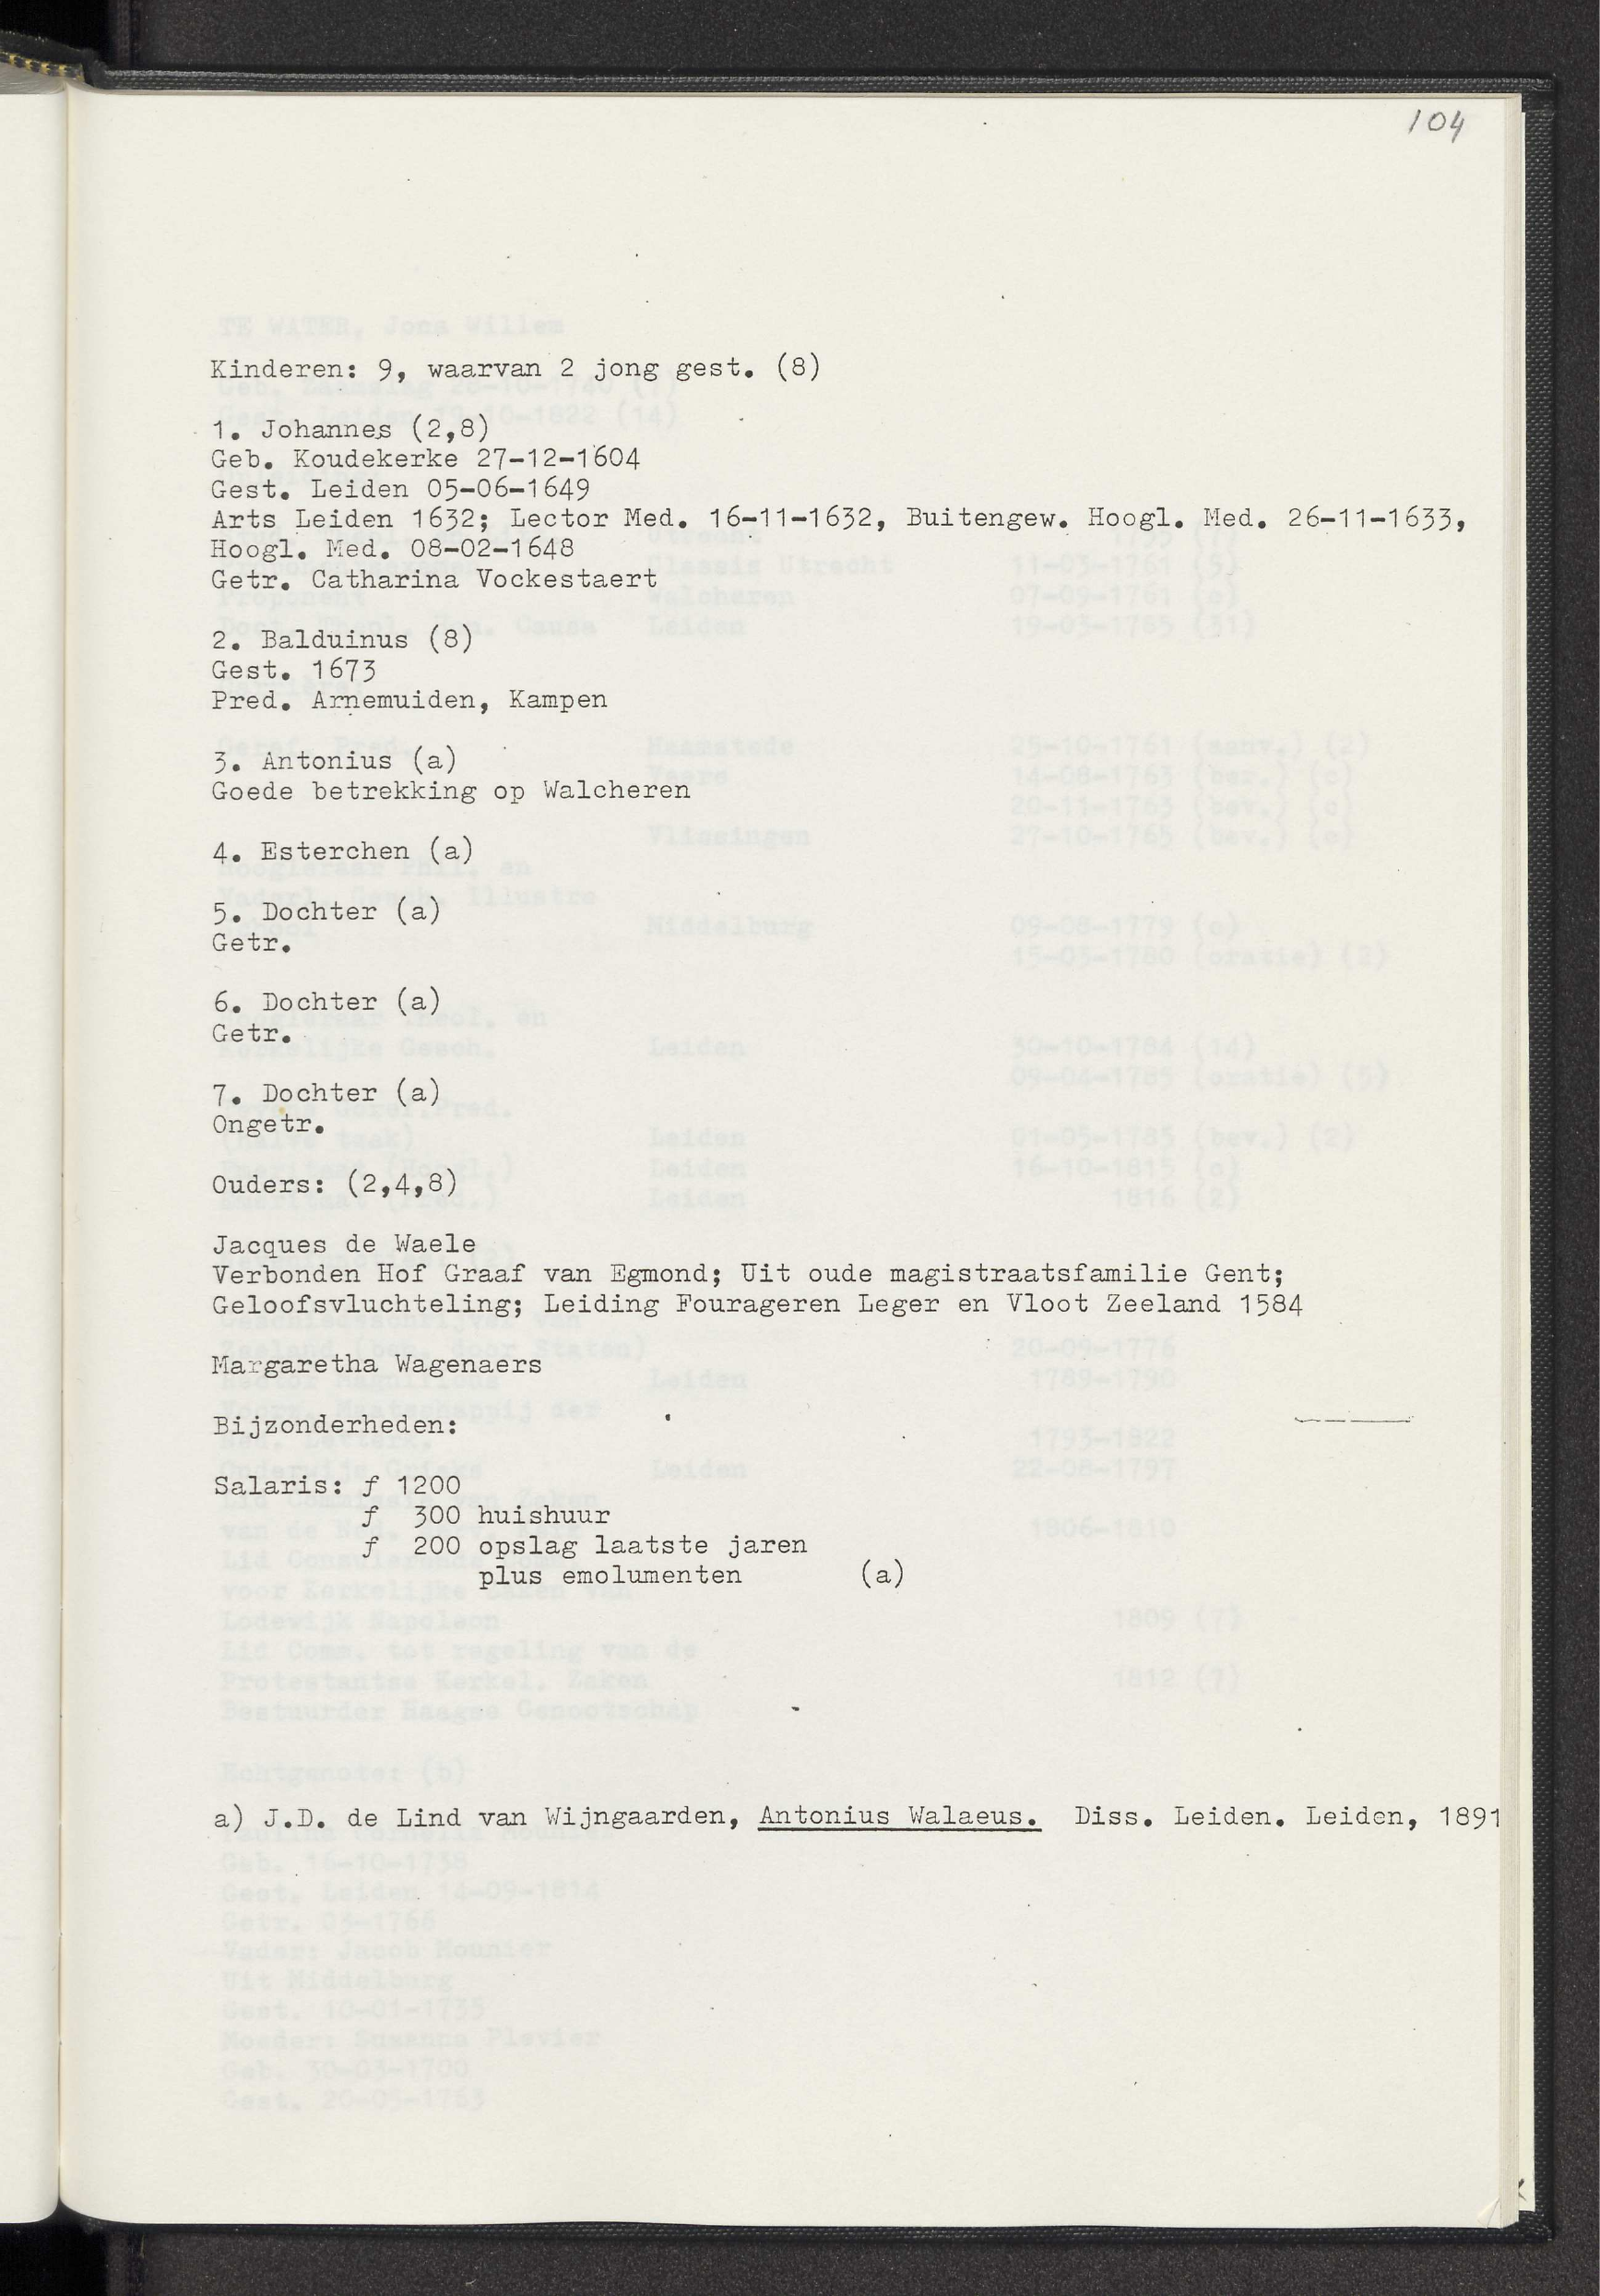 104
Kinderen: 9, waarvan 2 jong gest. (8)
1. Johannes (2,8)
Geb. Koudekerke 27-12-1604
Gest. Leiden 05-06-1649
Arts Leiden 1632; Lector Med. 16-11-1632, Buitengew. Hoogl. Med. 26-11-1633,
Hoogl. Med. 08-02-1648
Getr. Catharina Vockestaert
2. Balduinus (8)
Gest. 1673
Pred. Arnemuiden, Kampen
3. Antonius (a)
Goede betrekking op Walcheren
4. Esterchen (a)
5. Dochter (a)
Getr.
6. Dochter (a)
Getr.
7. Dochter (a)
Ongetr.
Ouders: (2,4,8)
Jacques de Waele
Verbonden Hof Graaf van Egmond; Uit oude magistraatsfamilie Gent;
Geloofsvluchteling; Leiding Fourageren Leger en Vloot Zeeland 1584
Margaretha Wagenaers
Bijzonderheden:
Salaris: ƒ 1200
ƒ 300 huishuur
ƒ 200 opslag laatste jaren
plus emolumenten (a)
a) J.D. de Lind van Wijngaarden, Antonius Walaeus. Diss. Leiden. Leiden, 1891